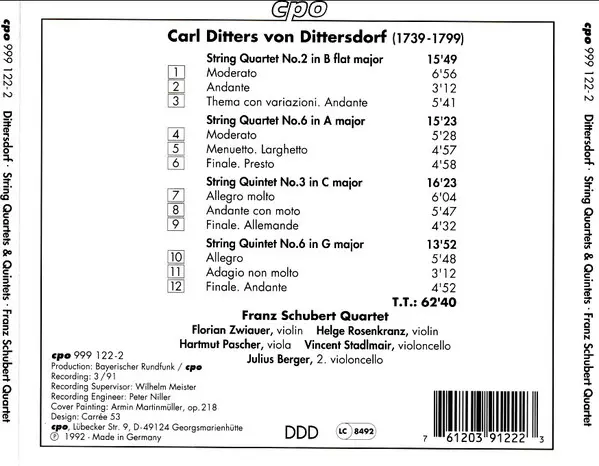 cpo
cpo 999 122-2 Dittersdorf · String Quartets & Quintets · Franz Schubert Quartet
Carl Ditters von Dittersdorf (1739-1799)
String Quartet No.2 in B flat major 15'49
1 Moderato 6'56
2 Andante 3'12
3 Thema con variazioni. Andante 5'41
String Quartet No.6 in A major 15'23
4 Moderato 5'28
5 Menuetto. Larghetto 4'57
6 Finale. Presto 4'58
String Quintet No.3 in C major 16'23
7 Allegro molto 6'04
8 Andante con moto 5'47
9 Finale. Allemande 4'32
String Quintet No.6 in G major 13'52
10 Allegro 5'48
11 Adagio non molto 3'12
12 Finale. Andante 4'52
T.T.: 62'40
Franz Schubert Quartet
Florian Zwiauer, violin Helge Rosenkranz, violin
Hartmut Pascher, viola Vincent Stadlmair, violoncello
Julius Berger, 2. violoncello
cpo 999 122-2
Production: Bayerischer Rundfunk / cpo
Recording: 3/91
Recording Supervisor: Wilhelm Meister
Recording Engineer: Peter Niller
Cover Painting: Armin Martinmüller, op.218
Design: Carrée 53
cpo, Lübecker Str. 9, D-49124 Georgsmarienhütte
Ⓟ 1992 - Made in Germany
DDD
LC 8492
7 61203 91222 3
cpo 999 122-2 Dittersdorf · String Quartets & Quintets · Franz Schubert Quartet